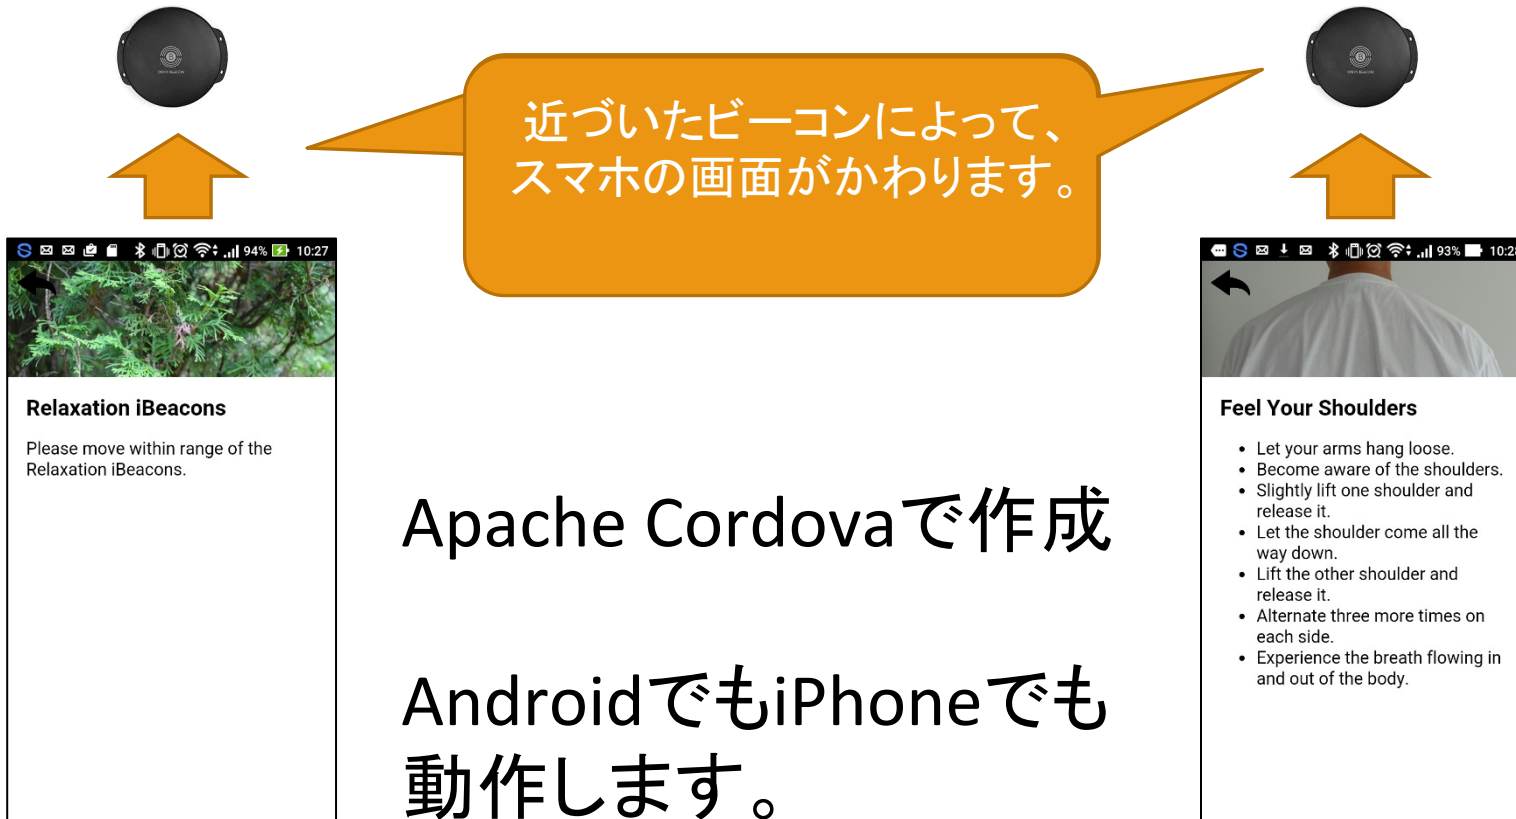 近づいたビーコンによって、
スマホの画面がかわります。
94% 10:27
Relaxation iBeacons
Please move within range of the
Relaxation iBeacons.
Apache Cordovaで作成
AndroidでもiPhoneでも
動作します。
93%
Feel Your Shoulders
• Let your arms hang loose.
• Become aware of the shoulders.
• Slightly lift one shoulder and
release it.
• Let the shoulder come all the
way down.
• Lift the other shoulder and
release it.
• Alternate three more times on
each side.
• Experience the breath flowing in
and out of the body.